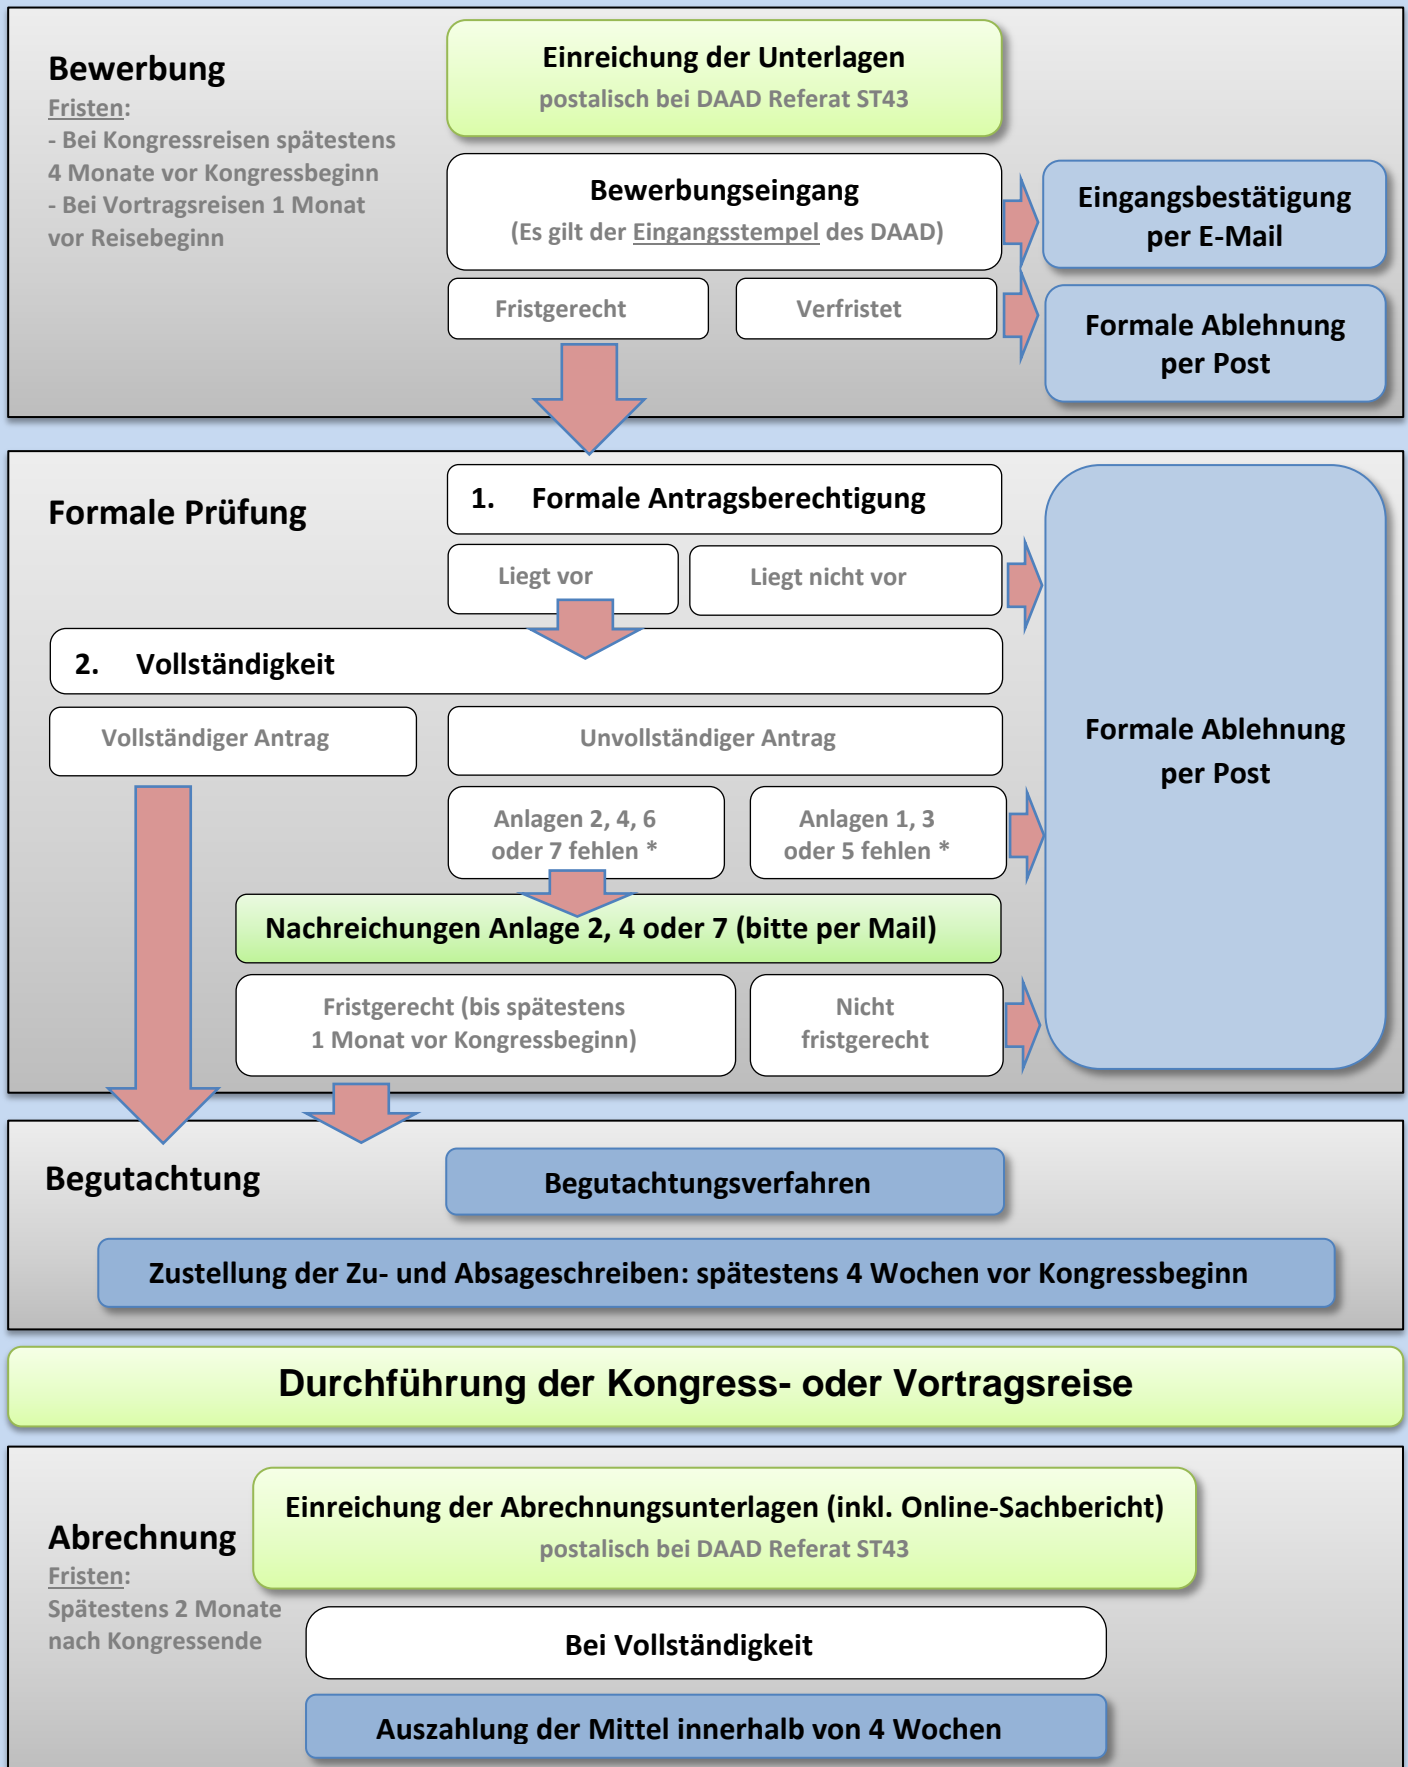 Bewerbung
Fristen:
- Bei Kongressreisen spätestens
4 Monate vor Kongressbeginn
- Bei Vortragsreisen 1 Monat
vor Reisebeginn
Einreichung der Unterlagen
postalisch bei DAAD Referat ST43
Bewerbungseingang
(Es gilt der Eingangsstempel des DAAD)
Eingangsbestätigung
per E-Mail
Fristgerecht
Verfristet
Formale Ablehnung
per Post
Formale Prüfung
1. Formale Antragsberechtigung
Liegt vor
Liegt nicht vor
2. Vollständigkeit
Vollständiger Antrag
Unvollständiger Antrag
Formale Ablehnung
per Post
Anlagen 2, 4, 6
oder 7 fehlen *
Anlagen 1, 3
oder 5 fehlen *
Nachreichungen Anlage 2, 4 oder 7 (bitte per Mail)
Fristgerecht (bis spätestens
1 Monat vor Kongressbeginn)
Nicht
fristgerecht
Begutachtung
Begutachtungsverfahren
Zustellung der Zu- und Absageschreiben: spätestens 4 Wochen vor Kongressbeginn
Durchführung der Kongress- oder Vortragsreise
Abrechnung
Fristen:
Spätestens 2 Monate
nach Kongressende
Einreichung der Abrechnungsunterlagen (inkl. Online-Sachbericht)
postalisch bei DAAD Referat ST43
Bei Vollständigkeit
Auszahlung der Mittel innerhalb von 4 Wochen